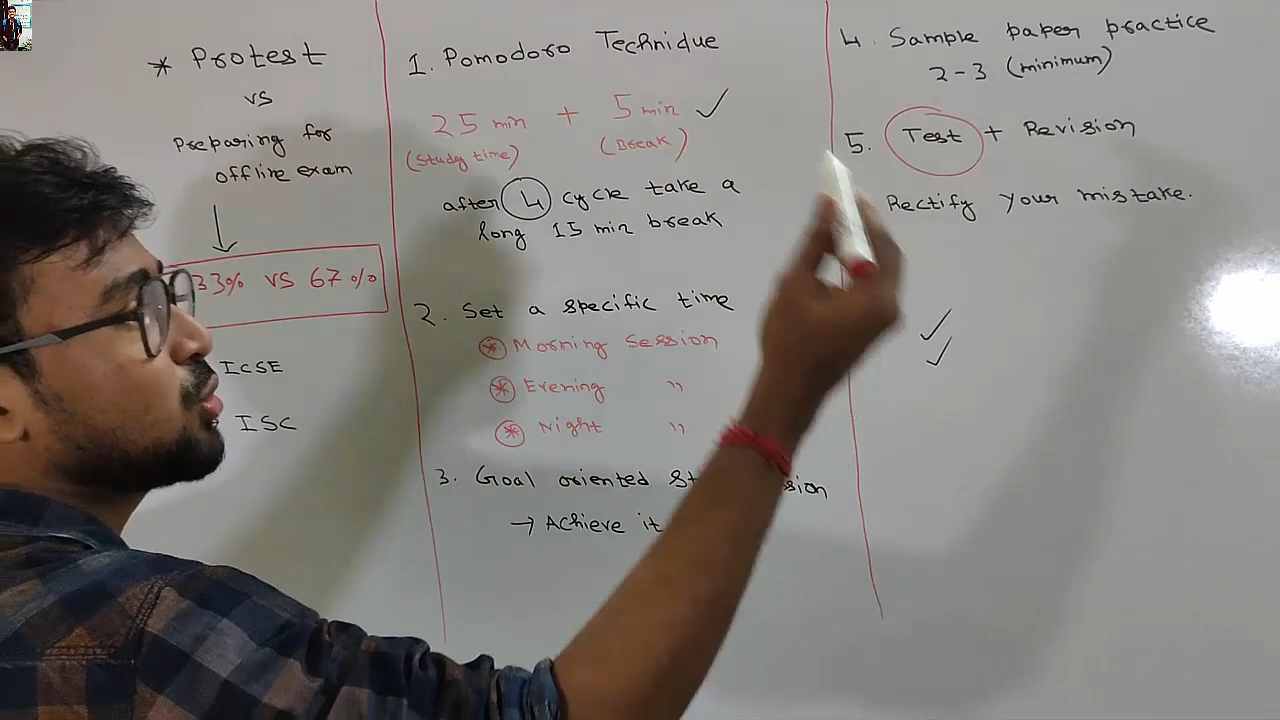 * Protest
vs
Preparing for
offline exam
33% vs 67%
ICSE
ISC
1. Pomodoro Technidue
25 min + 5 min ✓
(Study time) (Break)
after 4 cycle take a
long 15 min break
2. Set a specific time
* Morning Session
* Evening "
* Night "
3. Goal oriented
→ Achieve it
4. Sample paper practice
2-3 (minimum)
5. Test + Revision
Rectify your mistake.
✓
✓